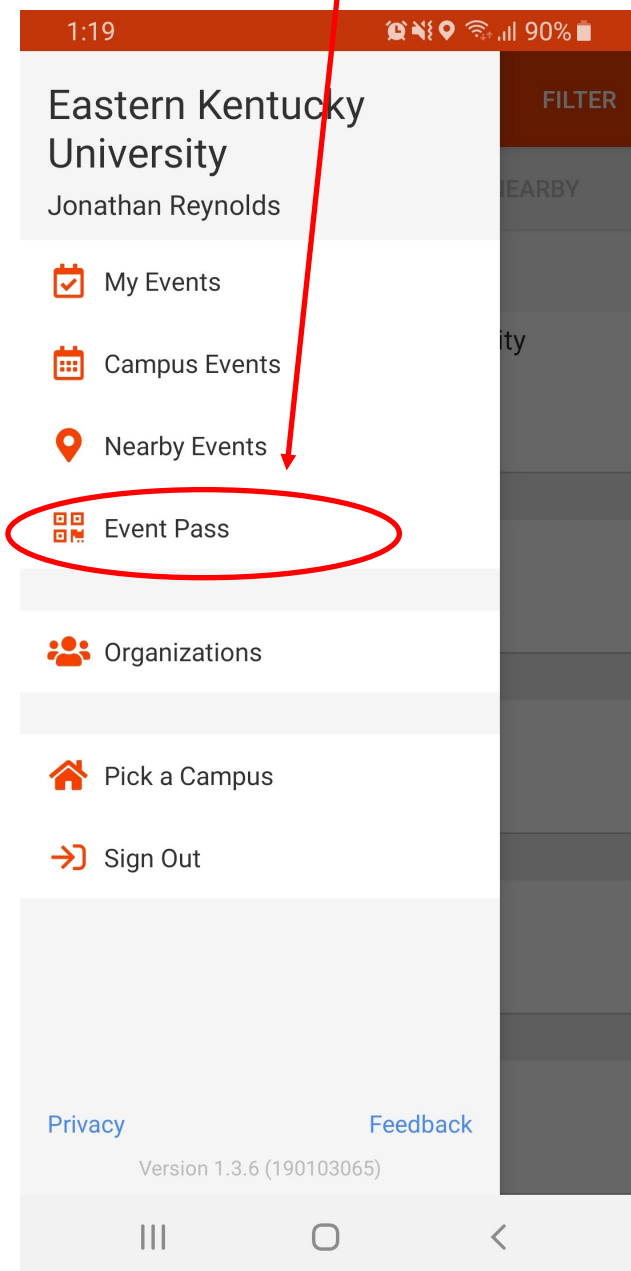 1:19 90%
Eastern Kentucky
University
FILTER
Jonathan Reynolds
EARBY
My Events
ity
Campus Events
Nearby Events
Event Pass
Organizations
Pick a Campus
Sign Out
Privacy Feedback
Version 1.3.6 (190103065)